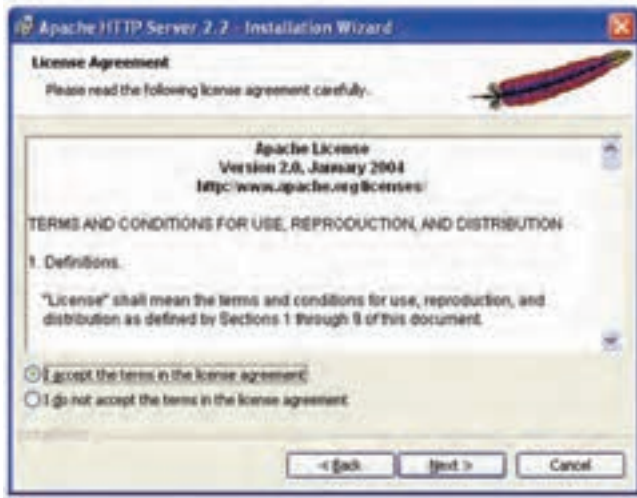 Apache HTTP Server 2.2 - Installation Wizard
License Agreement
Please read the following license agreement carefully.
Apache License
Version 2.0, January 2004
http://www.apache.org/licenses/
TERMS AND CONDITIONS FOR USE, REPRODUCTION, AND DISTRIBUTION
1. Definitions.
"License" shall mean the terms and conditions for use, reproduction, and
distribution as defined by Sections 1 through 9 of this document.
I accept the terms in the license agreement
I do not accept the terms in the license agreement
< Back
Next >
Cancel